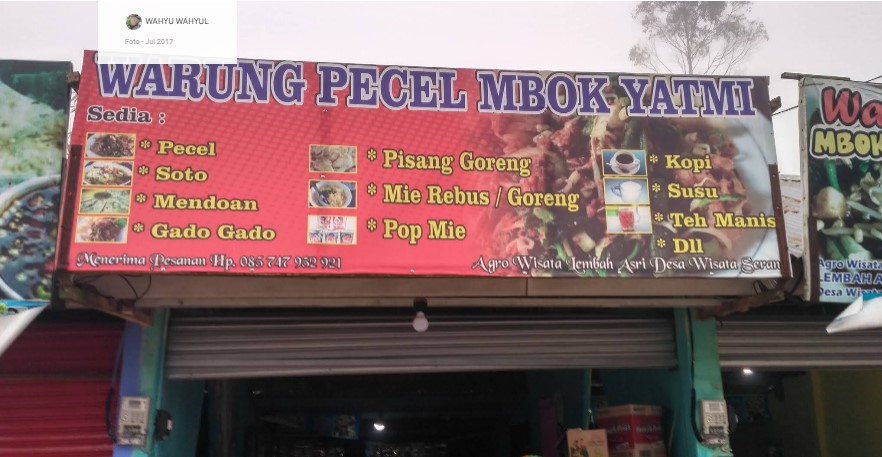 WAHYU WAHYUL
Foto - Jul 2017
WARUNG PECEL MBOK YATMI
Sedia :
* Pecel
* Soto
* Mendoan
* Gado Gado
* Pisang Goreng
* Mie Rebus / Goreng
* Pop Mie
* Kopi
* Susu
* Teh Manis
* Dll
Menerima Pesanan Hp. 085 747 952 921
Agro Wisata Lembah Asri Desa Wisata Seran
Wa
MBOK
Agro Wisata
LEMBAH A
Desa Wis